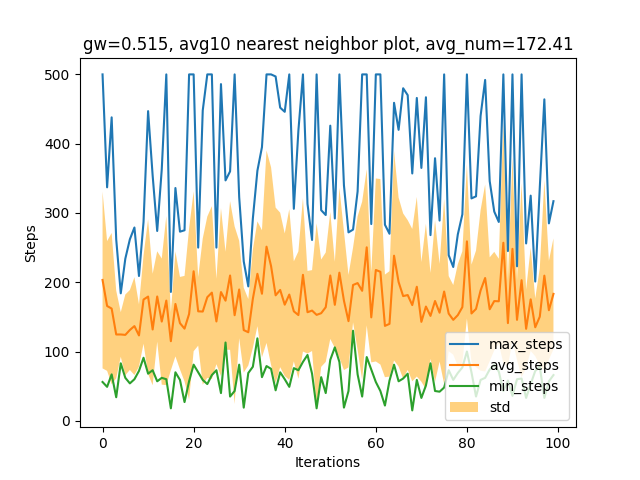 gw=0.515, avg10 nearest neighbor plot, avg_num=172.41
500
400
300
200
100
0
Steps
max_steps
avg_steps
min_steps
std
0 20 40 60 80 100
Iterations